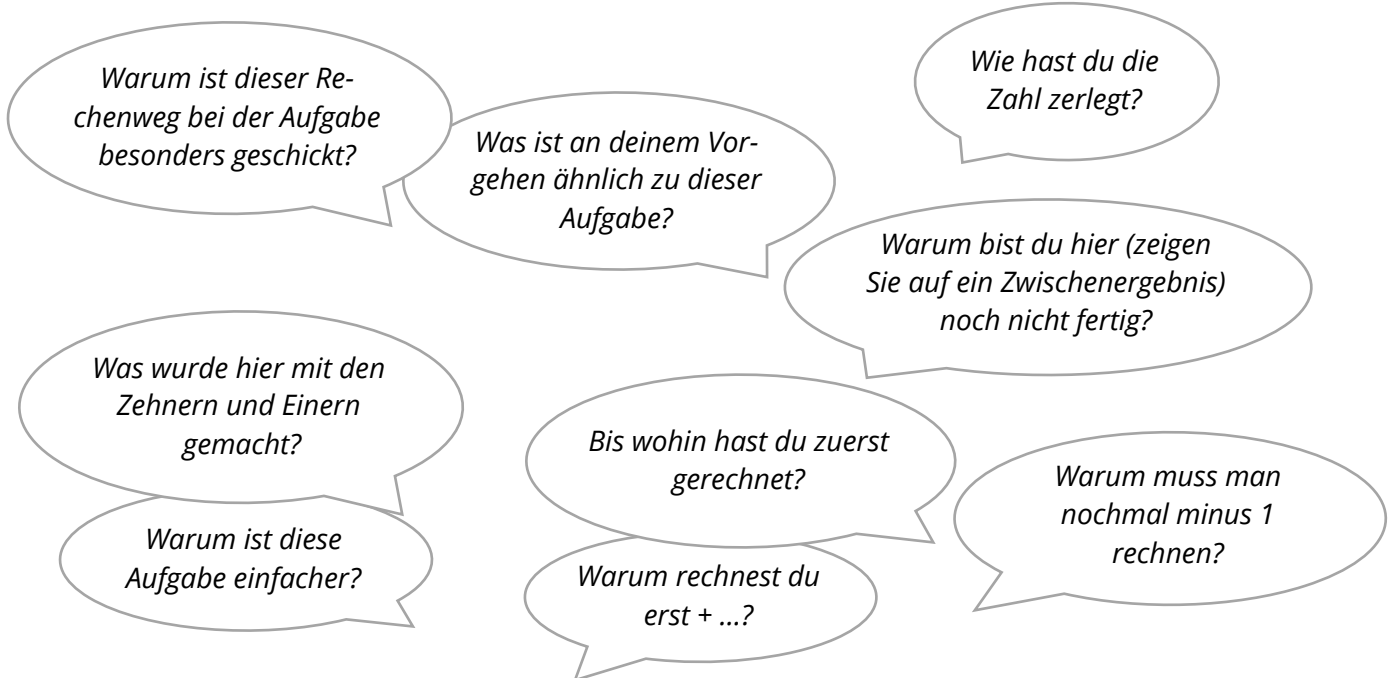 Warum ist dieser Re-
chenweg bei der Aufgabe
besonders geschickt?
Was ist an deinem Vor-
gehen ähnlich zu dieser
Aufgabe?
Wie hast du die
Zahl zerlegt?
Warum bist du hier (zeigen
Sie auf ein Zwischenergebnis)
noch nicht fertig?
Was wurde hier mit den
Zehnern und Einern
gemacht?
Bis wohin hast du zuerst
gerechnet?
Warum muss man
nochmal minus 1
rechnen?
Warum ist diese
Aufgabe einfacher?
Warum rechnest du
erst + ...?